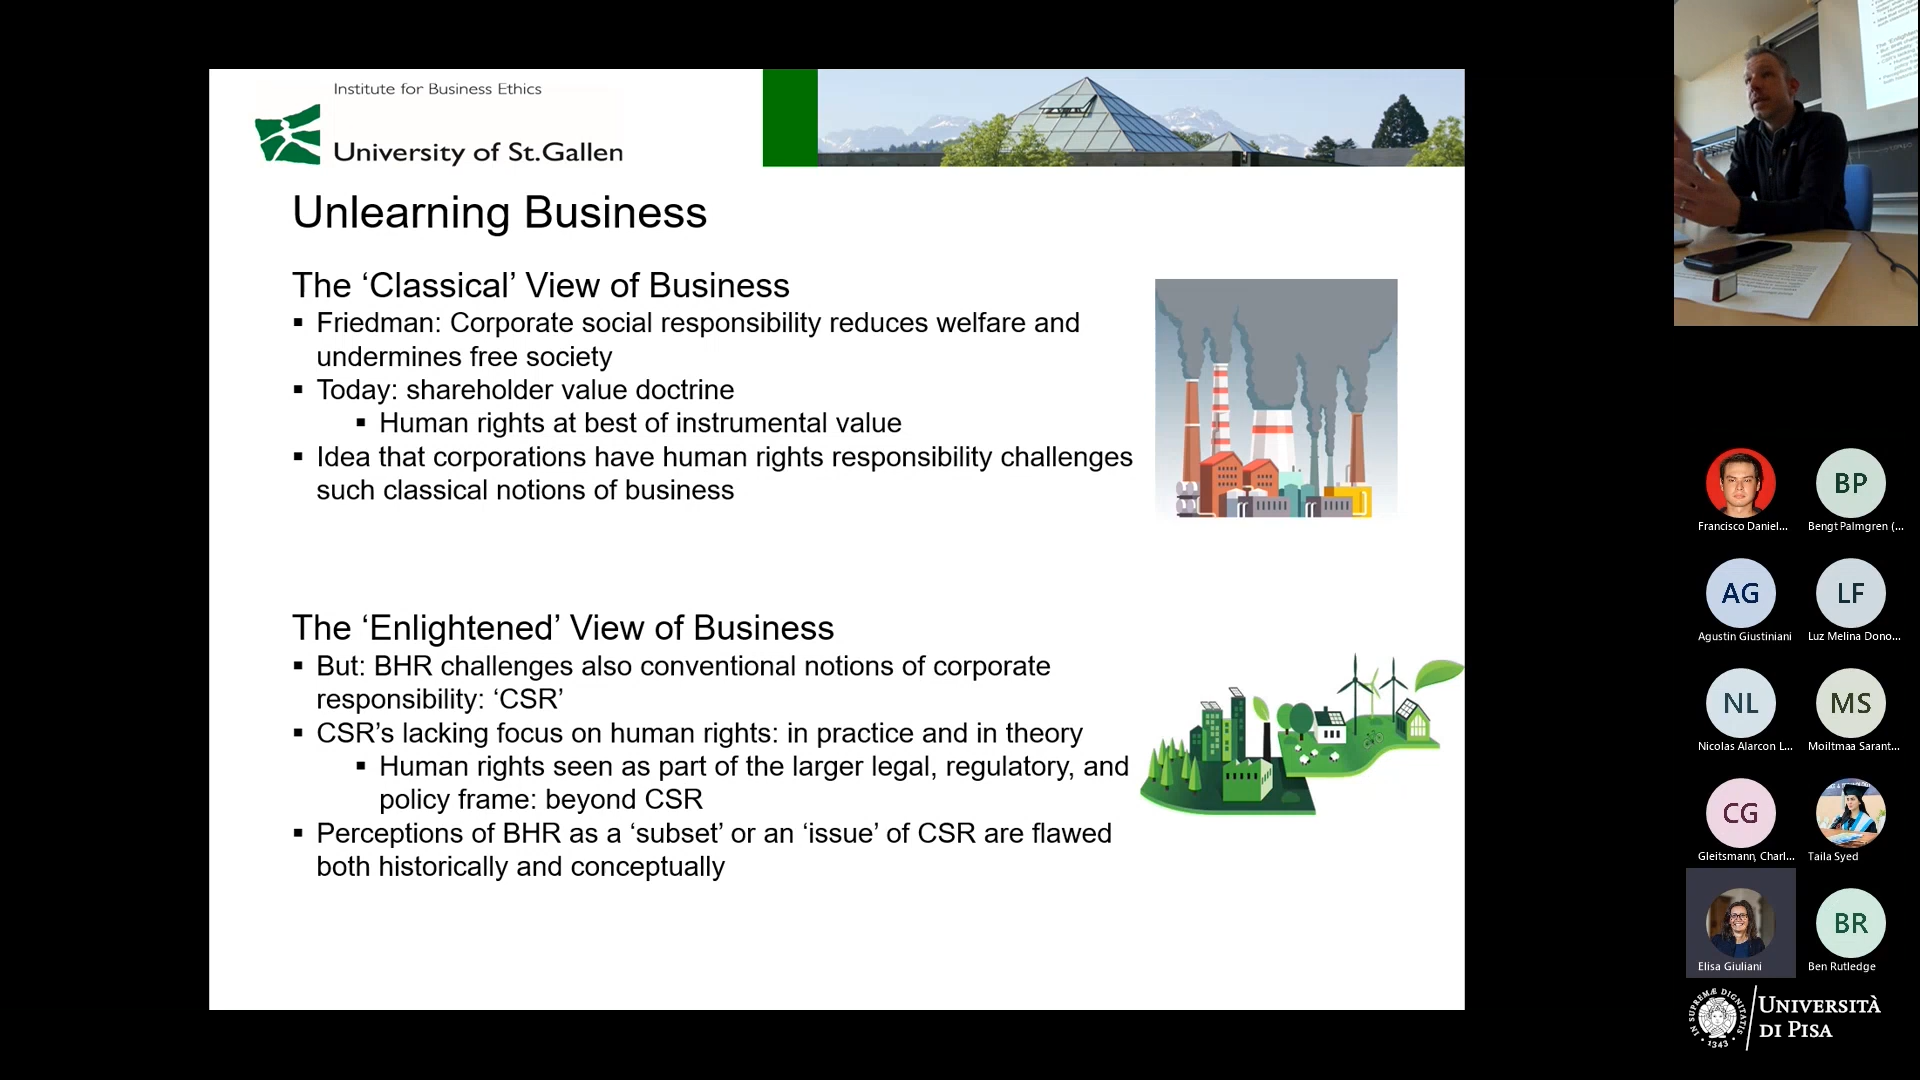 Institute for Business Ethics
University of St.Gallen
Unlearning Business
The ‘Classical’ View of Business
▪ Friedman: Corporate social responsibility reduces welfare and
undermines free society
▪ Today: shareholder value doctrine
▪ Human rights at best of instrumental value
▪ Idea that corporations have human rights responsibility challenges
such classical notions of business
The ‘Enlightened’ View of Business
▪ But: BHR challenges also conventional notions of corporate
responsibility: ‘CSR’
▪ CSR’s lacking focus on human rights: in practice and in theory
▪ Human rights seen as part of the larger legal, regulatory, and
policy frame: beyond CSR
▪ Perceptions of BHR as a ‘subset’ or an ‘issue’ of CSR are flawed
both historically and conceptually
BP
Francisco Daniel...
Bengt Palmgren (...
AG
LF
Agustin Giustiniani
Luz Melina Dono...
NL
MS
Nicolas Alarcon L...
Moiltmaa Sarant...
CG
Gleitsmann, Charl...
Taila Syed
BR
Elisa Giuliani
Ben Rutledge
IN SUPREMÆ DIGNITATIS
1343
UNIVERSITÀ
DI PISA